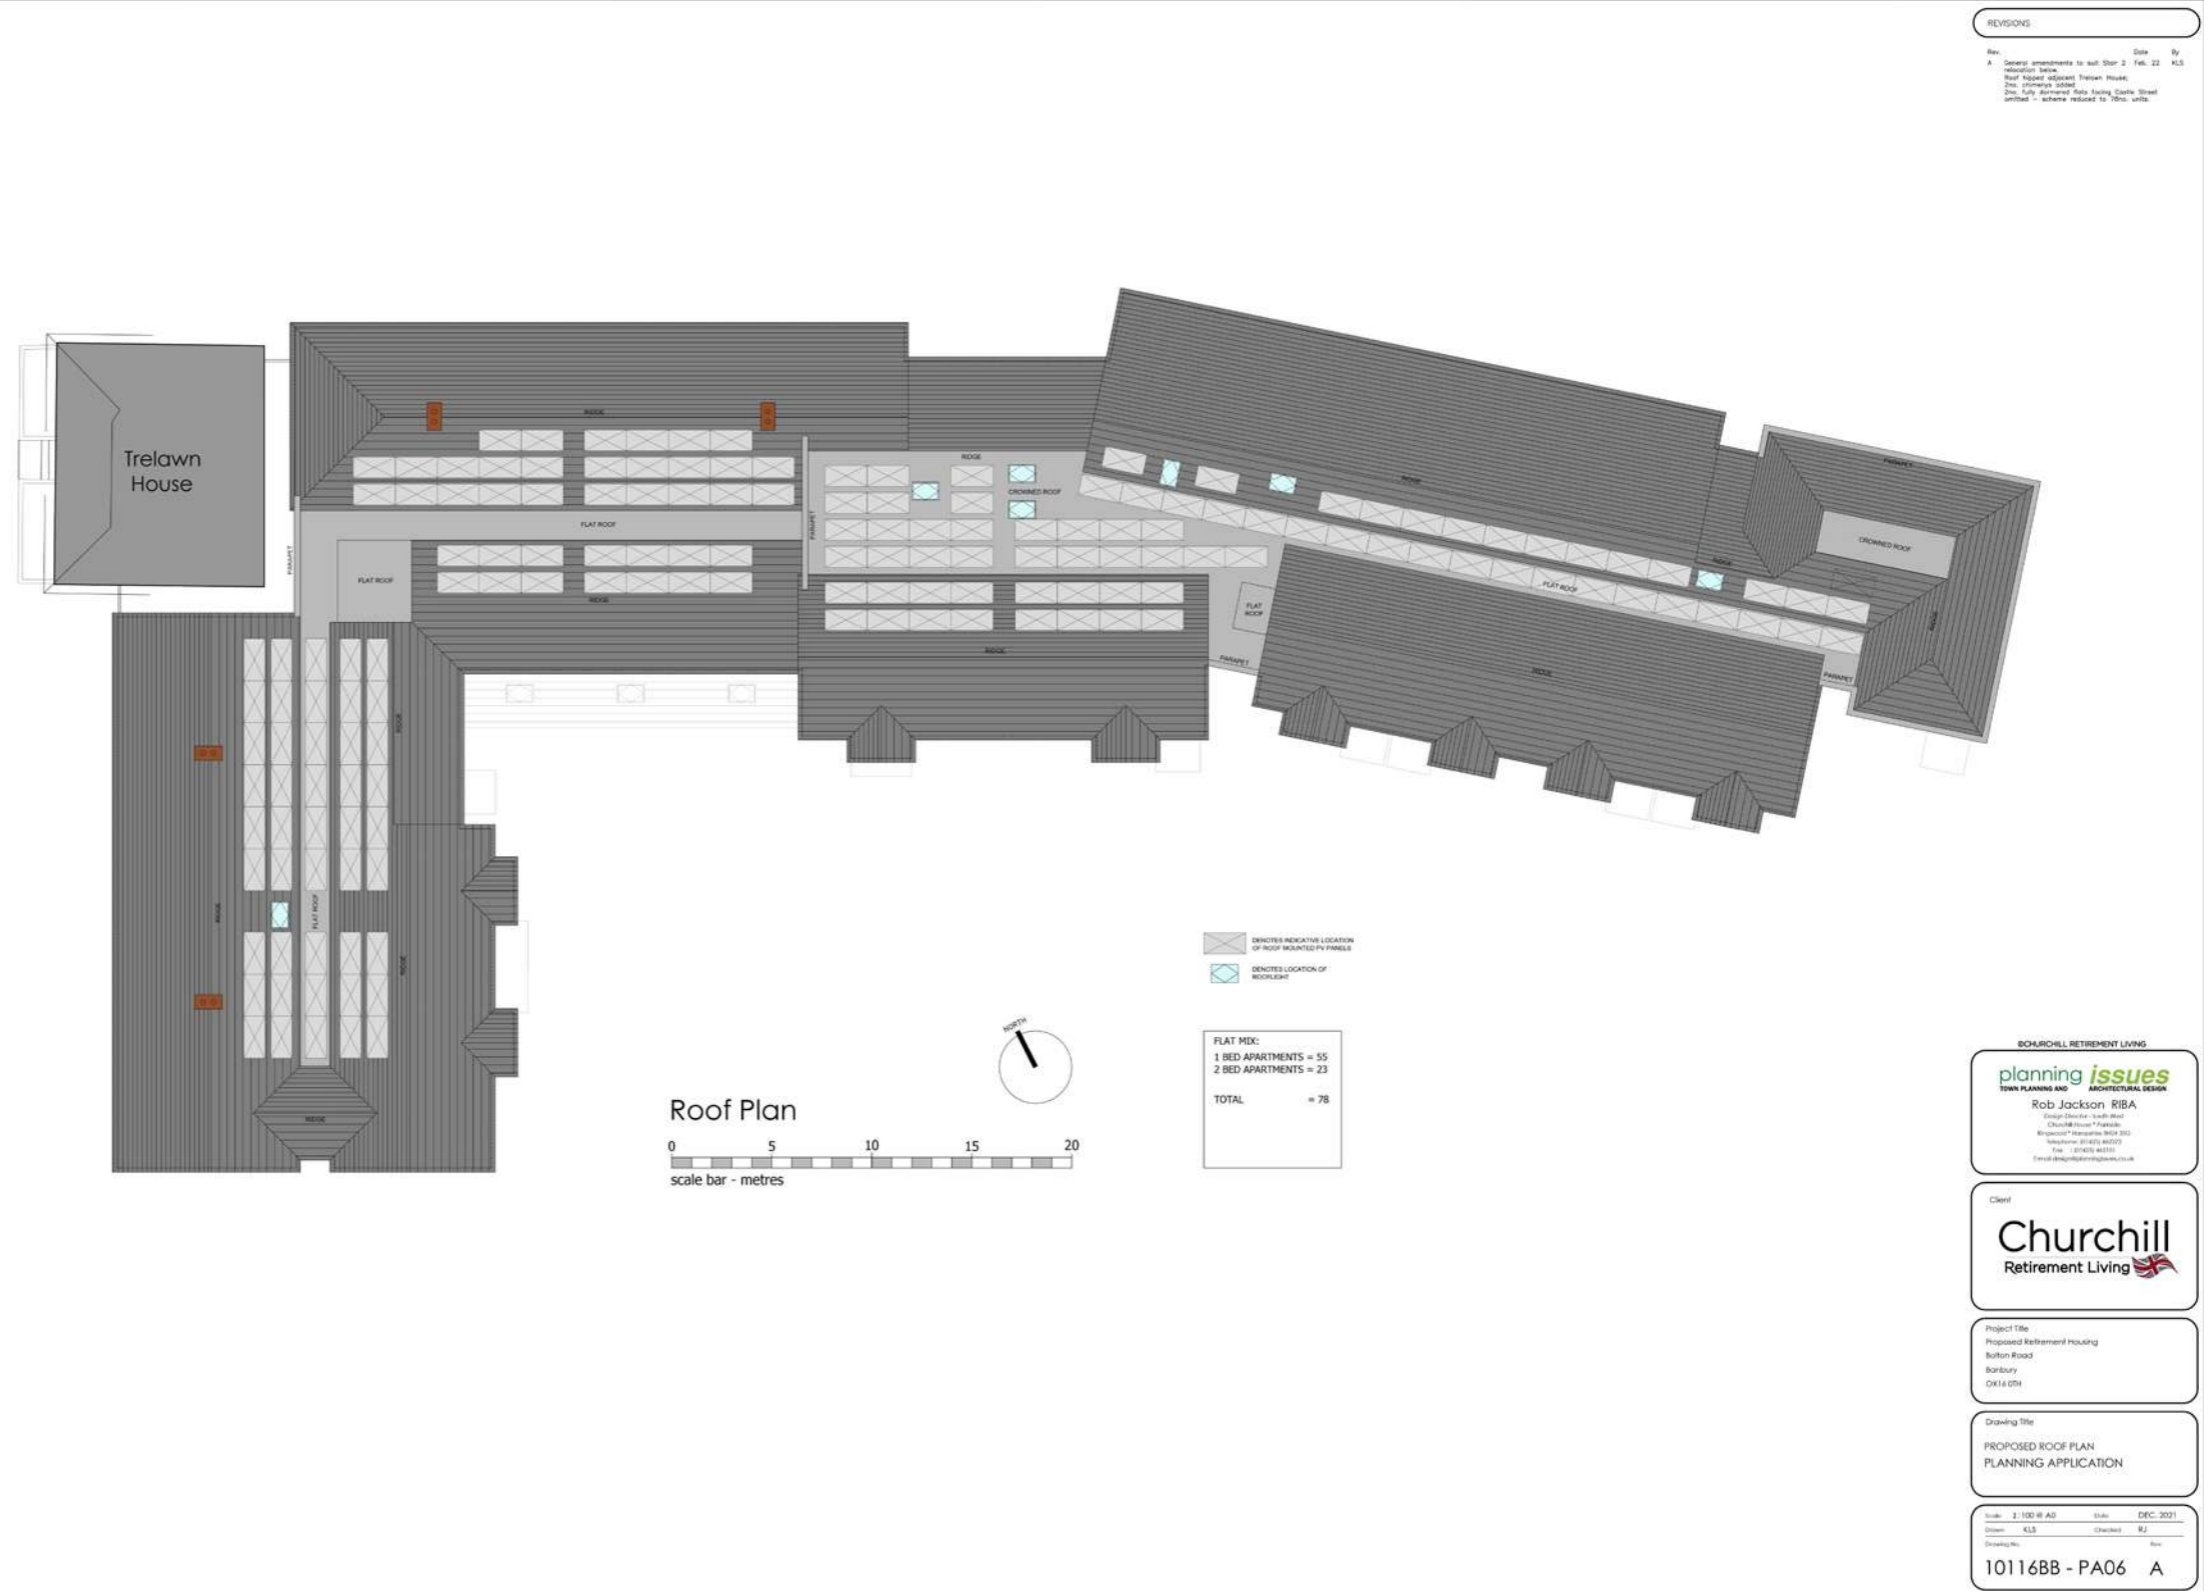 REVISIONS
Rev. Date By
A General amendments to suit Stair 2 Feb. 22 KLS
relocation below.
Roof hipped adjacent Trelawn House;
2no. chimenys added
2no. fully dormered flats facing Castle Street
omitted - scheme reduced to 78no. units.
Trelawn
House
RIDGE
FLAT ROOF
PARAPET
FLAT ROOF
RIDGE
PARAPET
RIDGE
CROWNED ROOF
RIDGE
FLAT
ROOF
PARAPET
RIDGE
RIDGE
FLAT ROOF
RIDGE
PARAPET
PARAPET
CROWNED ROOF
RIDGE
RIDGE
RIDGE
FLAT ROOF
RIDGE
RIDGE
DENOTES INDICATIVE LOCATION
OF ROOF MOUNTED PV PANELS
DENOTES LOCATION OF
ROOFLIGHT
NORTH
FLAT MIX:
1 BED APARTMENTS = 55
2 BED APARTMENTS = 23
TOTAL = 78
Roof Plan
0 5 10 15 20
scale bar - metres
©CHURCHILL RETIREMENT LIVING
planning issues
TOWN PLANNING AND ARCHITECTURAL DESIGN
Rob Jackson RIBA
Client
Churchill
Retirement Living
Project Title
Proposed Retirement Housing
Bolton Road
Banbury
OX16 0TH
Drawing Title
PROPOSED ROOF PLAN
PLANNING APPLICATION
Scale 1:100 @ A0 Date DEC. 2021
Drawn KLS Checked RJ
Drawing No. Rev
10116BB - PA06 A